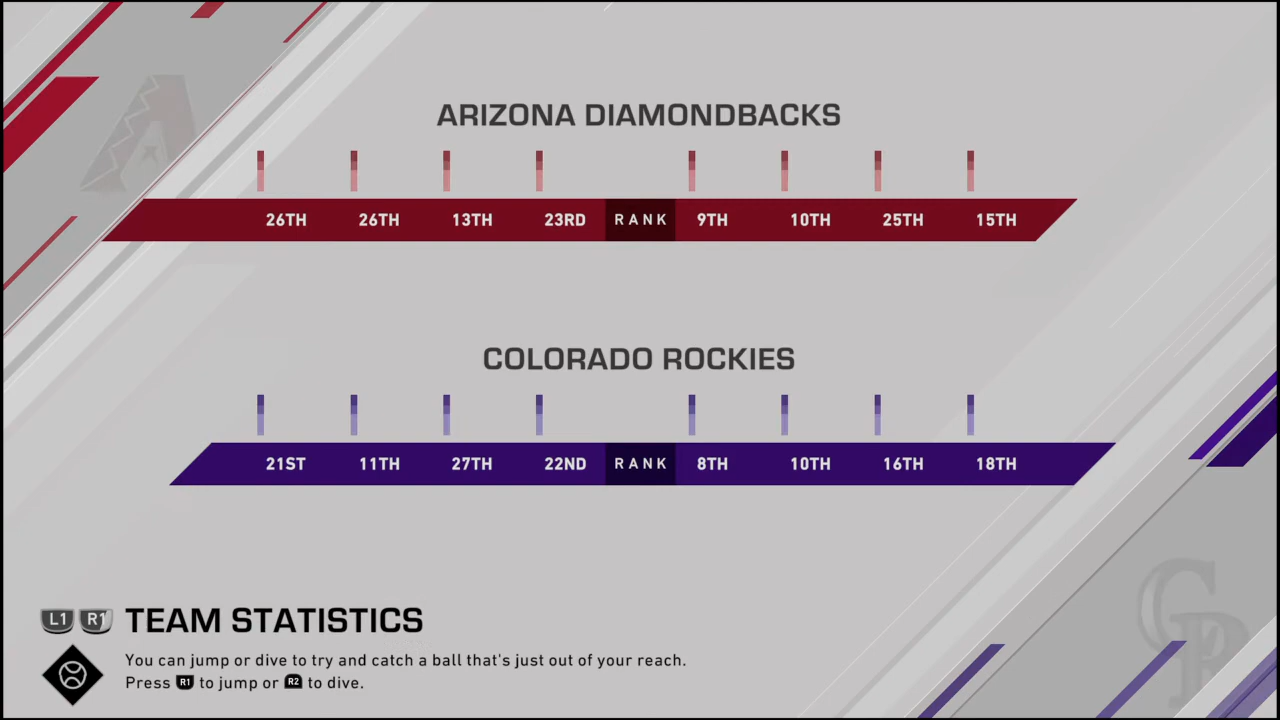 ARIZONA DIAMONDBACKS
26TH 26TH 13TH 23RD RANK 9TH 10TH 25TH 15TH
COLORADO ROCKIES
21ST 11TH 27TH 22ND RANK 8TH 10TH 16TH 18TH
L1 R1 TEAM STATISTICS
You can jump or dive to try and catch a ball that's just out of your reach.
Press R1 to jump or R2 to dive.